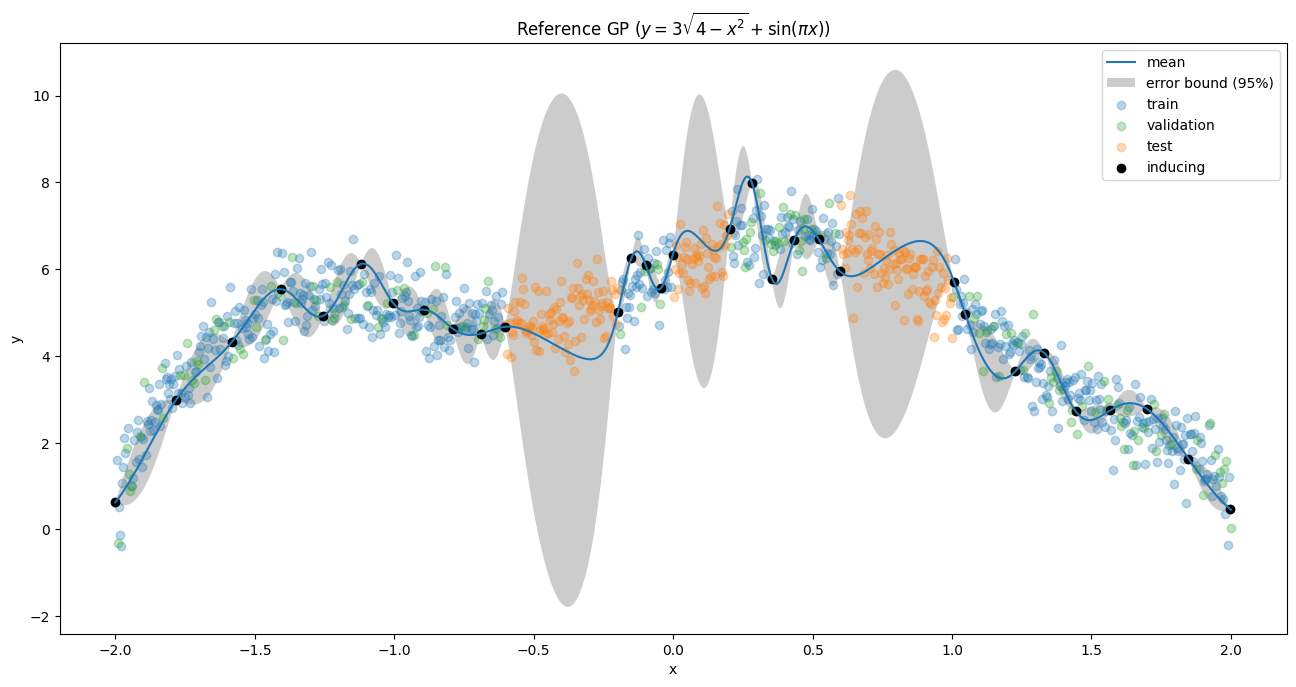 Reference GP (y = 3√4 − x² + sin(πx))
mean
error bound (95%)
train
validation
test
inducing
10
8
6
4
2
0
−2
y
−2.0 −1.5 −1.0 −0.5 0.0 0.5 1.0 1.5 2.0
x